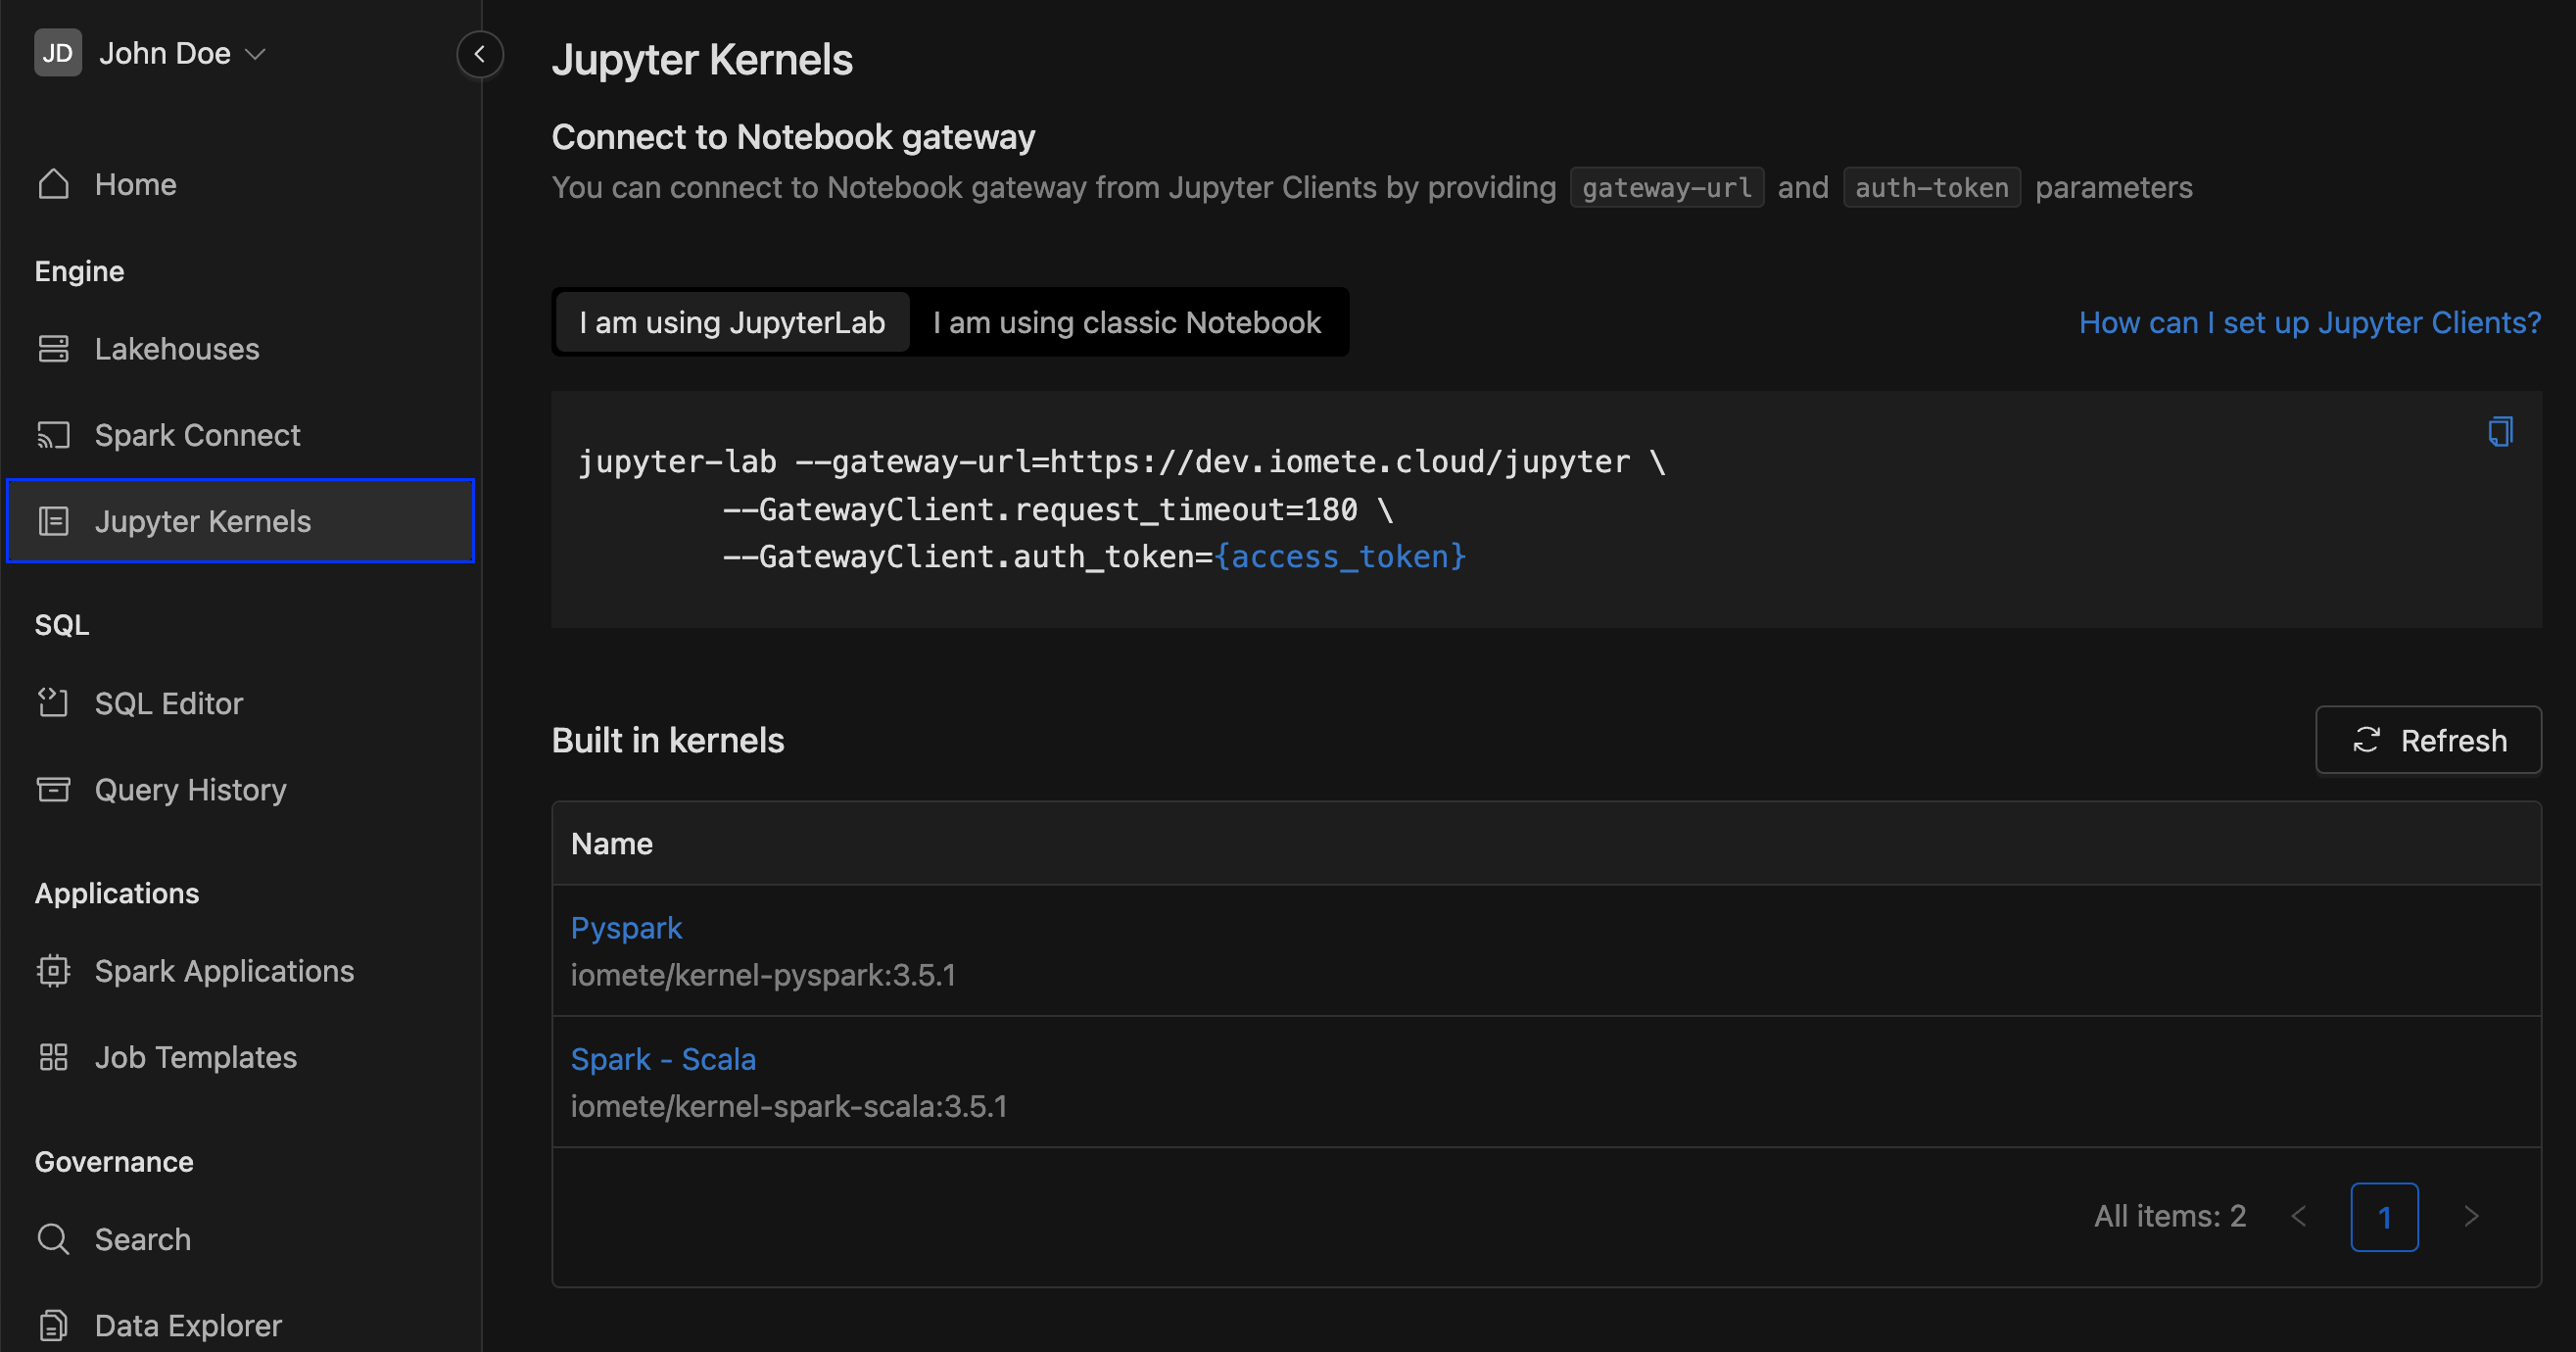 JD John Doe
Home
Engine
Lakehouses
Spark Connect
Jupyter Kernels
SQL
SQL Editor
Query History
Applications
Spark Applications
Job Templates
Governance
Search
Data Explorer
Jupyter Kernels
Connect to Notebook gateway
You can connect to Notebook gateway from Jupyter Clients by providing gateway-url and auth-token parameters
I am using JupyterLab I am using classic Notebook
How can I set up Jupyter Clients?
jupyter-lab --gateway-url=https://dev.iomete.cloud/jupyter \
--GatewayClient.request_timeout=180 \
--GatewayClient.auth_token={access_token}
Built in kernels
Refresh
Name
Pyspark
iomete/kernel-pyspark:3.5.1
Spark - Scala
iomete/kernel-spark-scala:3.5.1
All items: 2 < 1 >